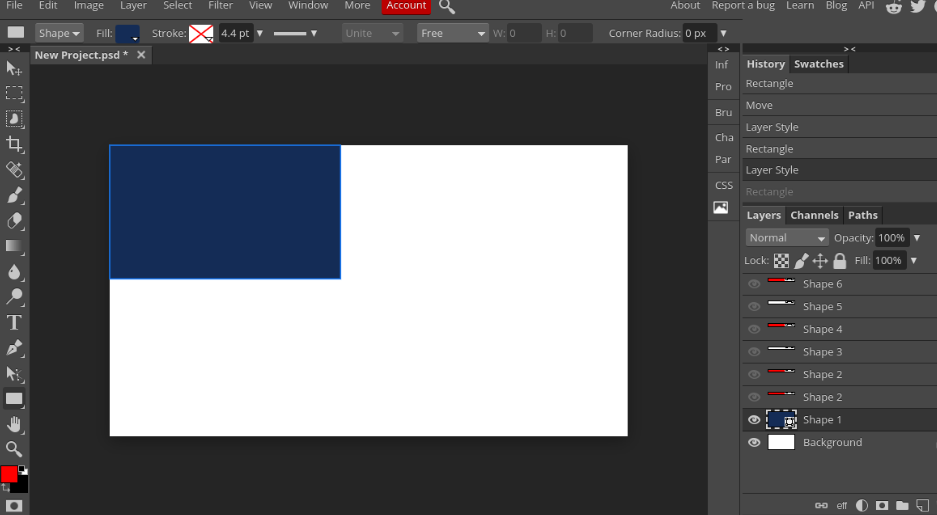 File Edit Image Layer Select Filter View Window More Account About Report a bug Learn Blog API
Shape Fill: Stroke: 4.4 pt Unite Free W: 0 H: 0 Corner Radius: 0 px
New Project.psd *
Inf
Pro
Bru
Cha
Par
CSS
T
History Swatches
Rectangle
Move
Layer Style
Rectangle
Layer Style
Rectangle
Layers Channels Paths
Normal Opacity: 100%
Lock: Fill: 100%
Shape 6
Shape 5
Shape 4
Shape 3
Shape 2
Shape 2
Shape 1
Background
eff